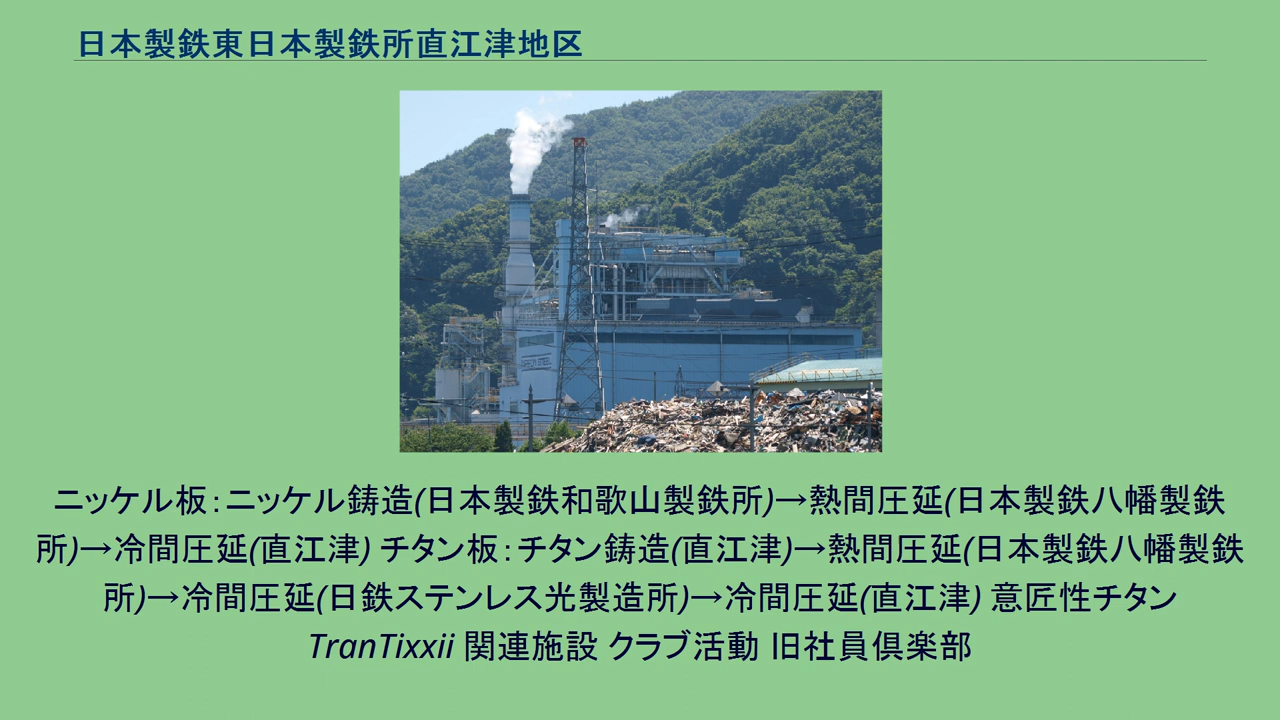 日本製鉄東日本製鉄所直江津地区
ニッケル板：ニッケル鋳造(日本製鉄和歌山製鉄所)→熱間圧延(日本製鉄八幡製鉄
所)→冷間圧延(直江津) チタン板：チタン鋳造(直江津)→熱間圧延(日本製鉄八幡製鉄
所)→冷間圧延(日鉄ステンレス光製造所)→冷間圧延(直江津) 意匠性チタン
TranTixxii 関連施設 クラブ活動 旧社員倶楽部